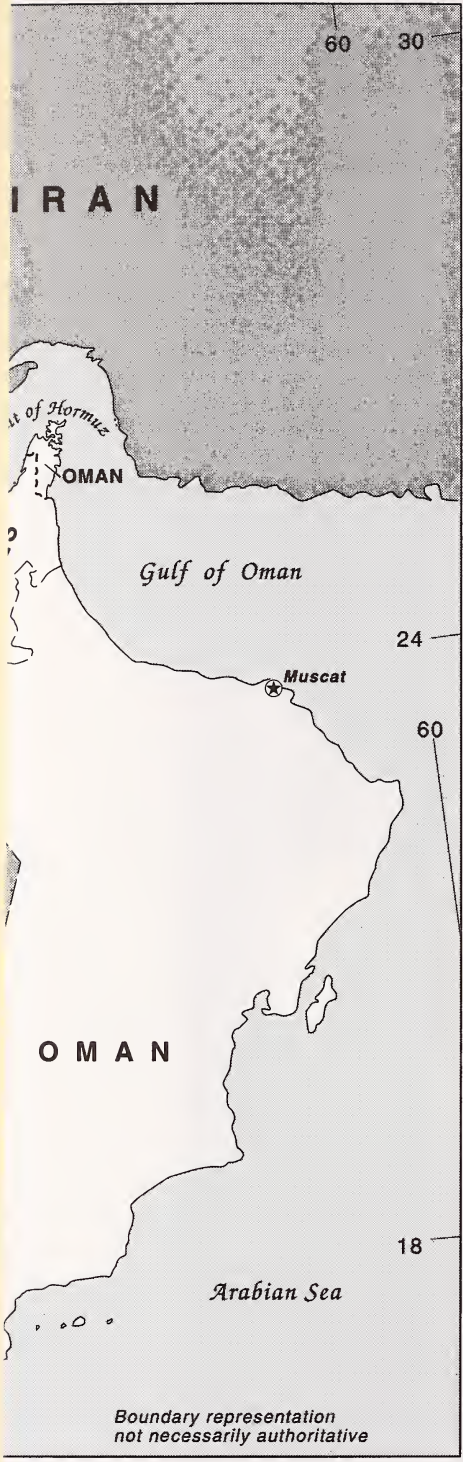 60 30
IRAN
of Hormuz
OMAN
Gulf of Oman
24
Muscat
60
OMAN
18
Arabian Sea
Boundary representation
not necessarily authoritative